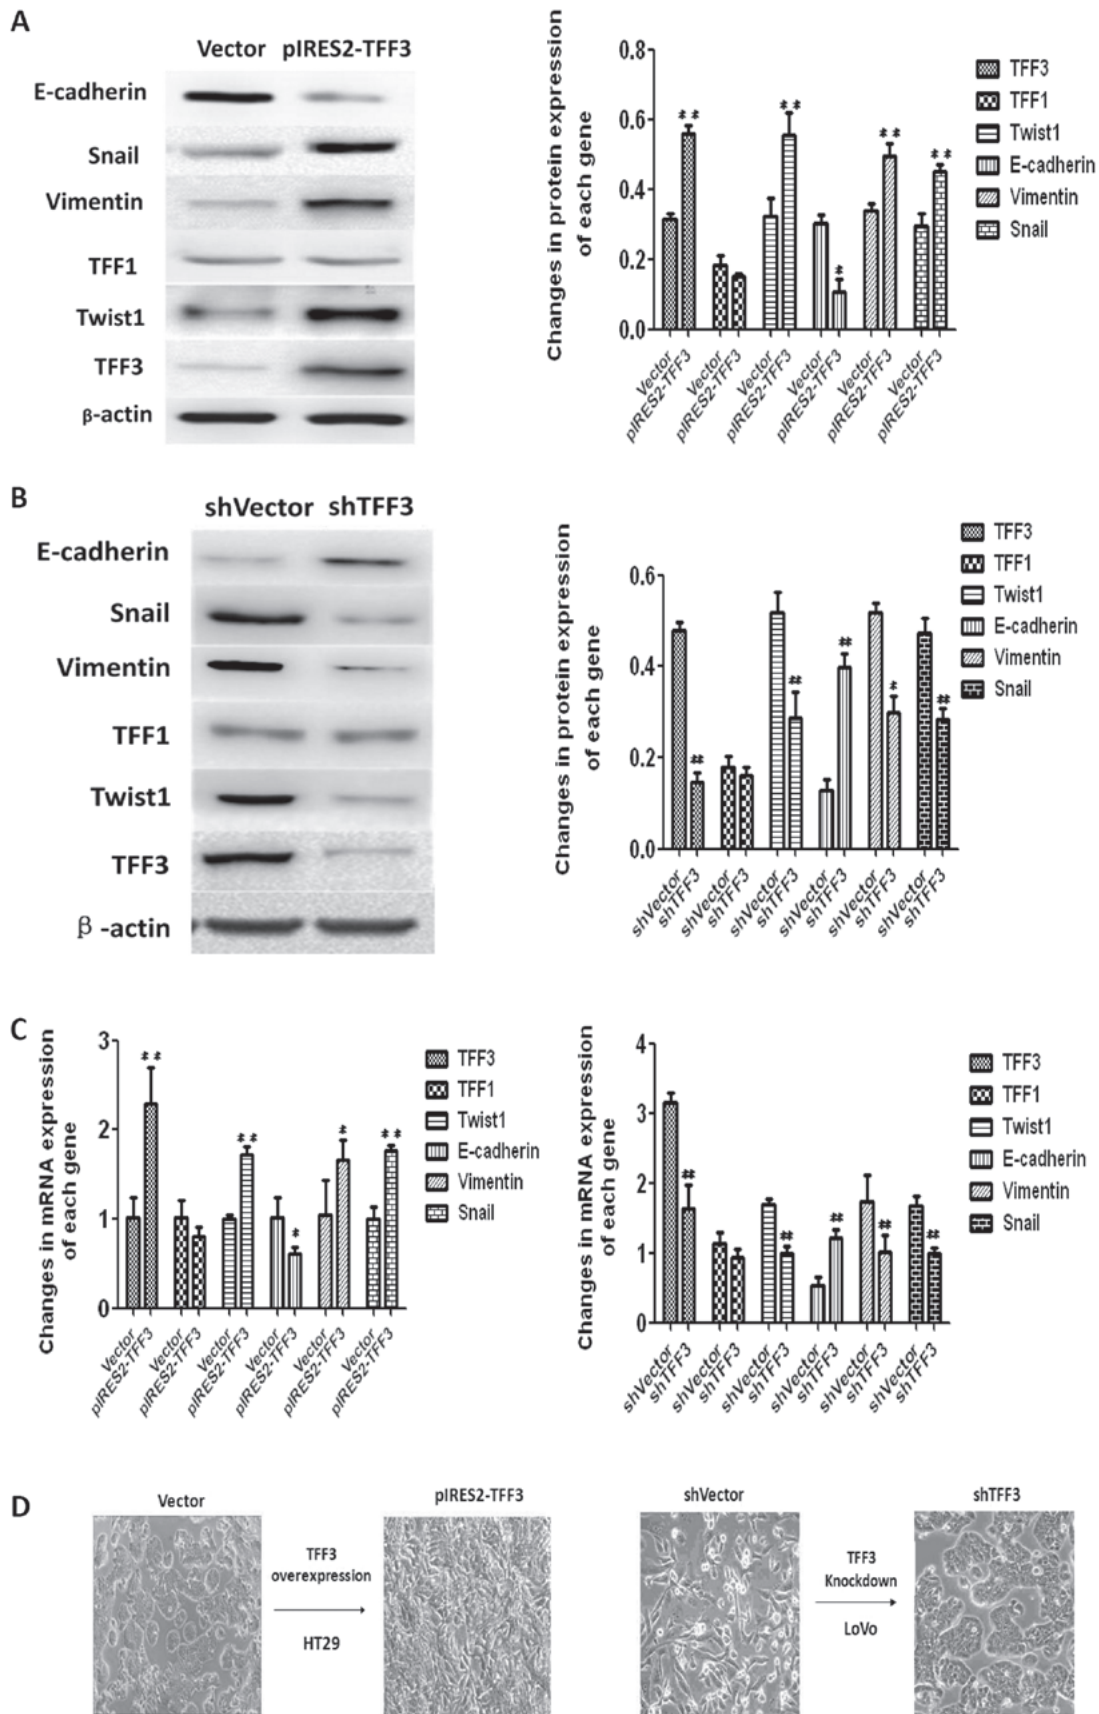 A
Vector pIRES2-TFF3
E-cadherin
Snail
Vimentin
TFF1
Twist1
TFF3
β-actin
Changes in protein expression
of each gene
0.8
0.6
0.4
0.2
0.0
** ** * ** **
Vector
pIRES2-TFF3
Vector
pIRES2-TFF3
Vector
pIRES2-TFF3
Vector
pIRES2-TFF3
Vector
pIRES2-TFF3
Vector
pIRES2-TFF3
TFF3
TFF1
Twist1
E-cadherin
Vimentin
Snail
B
shVector shTFF3
E-cadherin
Snail
Vimentin
TFF1
Twist1
TFF3
β-actin
Changes in protein expression
of each gene
0.6
0.4
0.2
0.0
# # # * #
shVector
shTFF3
shVector
shTFF3
shVector
shTFF3
shVector
shTFF3
shVector
shTFF3
shVector
shTFF3
TFF3
TFF1
Twist1
E-cadherin
Vimentin
Snail
C
Changes in mRNA expression
of each gene
3
2
1
0
** ** * * **
Vector
pIRES2-TFF3
Vector
pIRES2-TFF3
Vector
pIRES2-TFF3
Vector
pIRES2-TFF3
Vector
pIRES2-TFF3
Vector
pIRES2-TFF3
TFF3
TFF1
Twist1
E-cadherin
Vimentin
Snail
Changes in mRNA expression
of each gene
4
3
2
1
0
# # # # #
shVector
shTFF3
shVector
shTFF3
shVector
shTFF3
shVector
shTFF3
shVector
shTFF3
shVector
shTFF3
TFF3
TFF1
Twist1
E-cadherin
Vimentin
Snail
D
Vector
TFF3
overexpression
HT29
pIRES2-TFF3
shVector
TFF3
Knockdown
LoVo
shTFF3